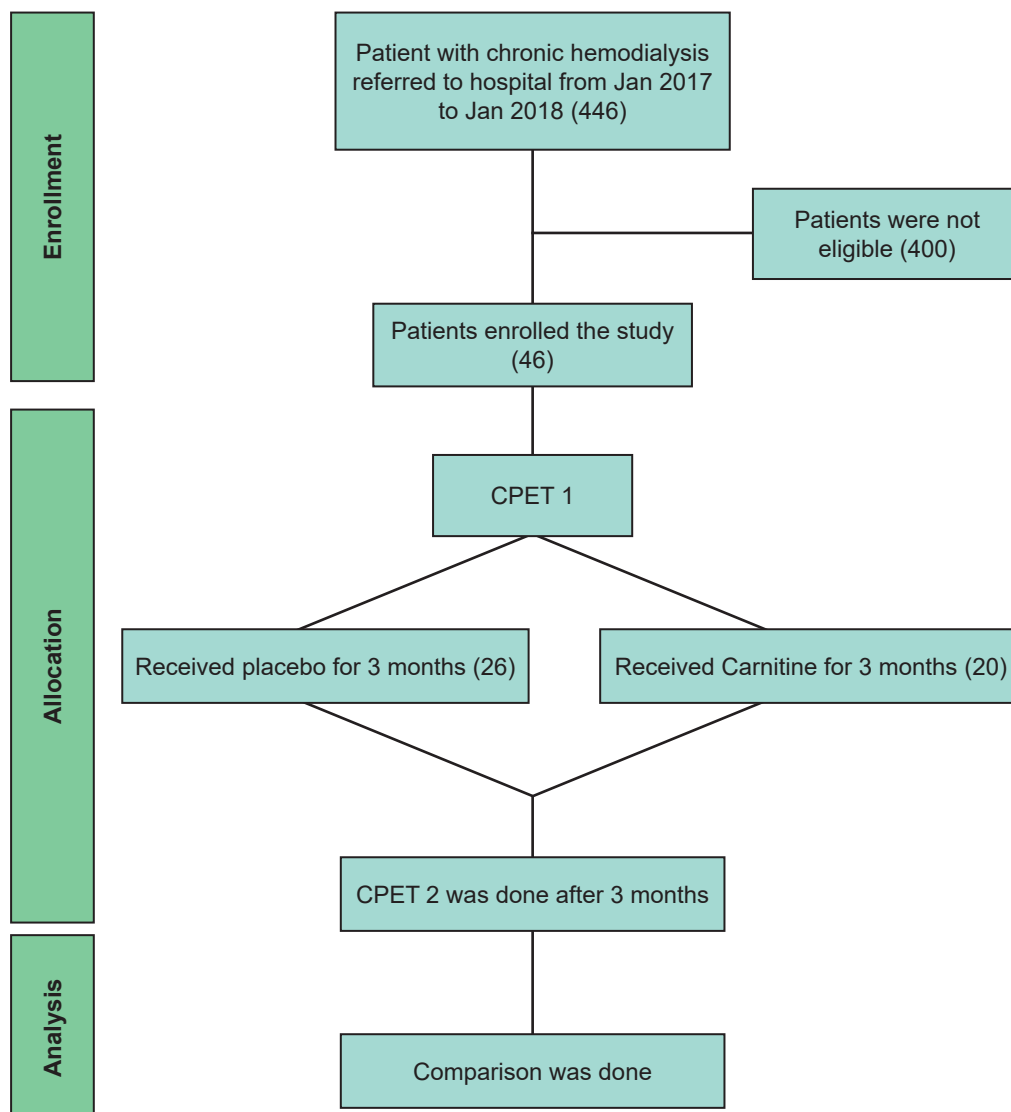 Enrollment
Patient with chronic hemodialysis
referred to hospital from Jan 2017
to Jan 2018 (446)
Patients were not
eligible (400)
Patients enrolled the study
(46)
Allocation
CPET 1
Received placebo for 3 months (26)
Received Carnitine for 3 months (20)
CPET 2 was done after 3 months
Analysis
Comparison was done